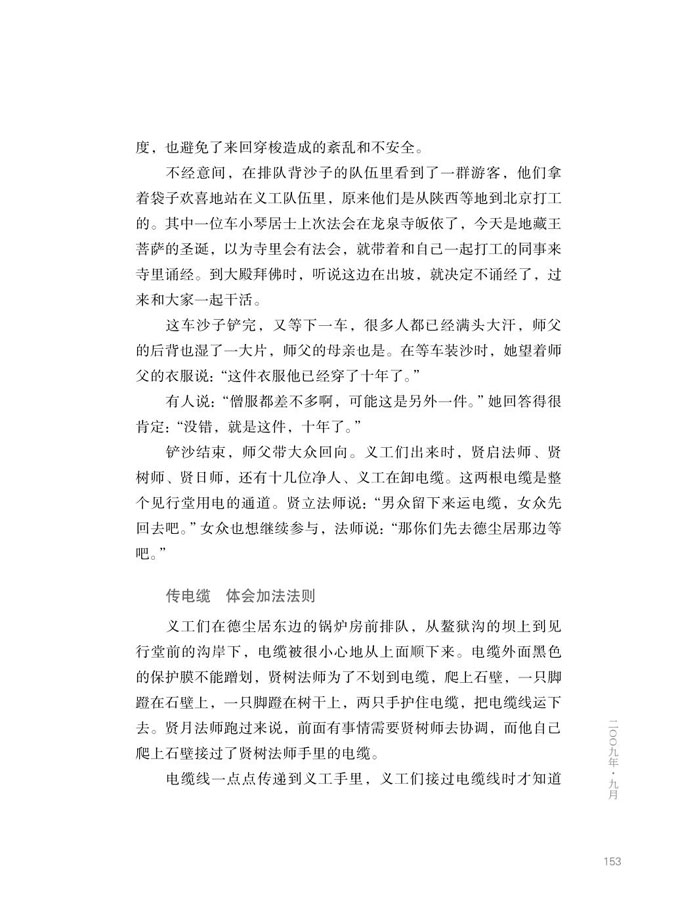 度，也避免了来回穿梭造成的紊乱和不安全。
不经意间，在排队背沙子的队伍里看到了一群游客，他们拿
着袋子欢喜地站在义工队伍里，原来他们是从陕西等地到北京打工
的。其中一位车小琴居士上次法会在龙泉寺皈依了，今天是地藏王
菩萨的圣诞，以为寺里会有法会，就带着和自己一起打工的同事来
寺里诵经。到大殿拜佛时，听说这边在出坡，就决定不诵经了，过
来和大家一起干活。
这车沙子铲完，又等下一车，很多人都已经满头大汗，师父
的后背也湿了一大片，师父的母亲也是。在等车装沙时，她望着师
父的衣服说：“这件衣服他已经穿了十年了。”
有人说：“僧服都差不多啊，可能这是另外一件。”她回答得很
肯定：“没错，就是这件，十年了。”
铲沙结束，师父带大众回向。义工们出来时，贤启法师、贤
树师、贤日师，还有十几位净人、义工在卸电缆。这两根电缆是整
个见行堂用电的通道。贤立法师说：“男众留下来运电缆，女众先
回去吧。”女众也想继续参与，法师说：“那你们先去德尘居那边等
吧。”
传电缆　体会加法法则
义工们在德尘居东边的锅炉房前排队，从鳌狱沟的坝上到见
行堂前的沟岸下，电缆被很小心地从上面顺下来。电缆外面黑色
的保护膜不能蹭划，贤树法师为了不划到电缆，爬上石壁，一只脚
蹬在石壁上，一只脚蹬在树干上，两只手护住电缆，把电缆线运下
去。贤月法师跑过来说，前面有事情需要贤树师去协调，而他自己
爬上石壁接过了贤树法师手里的电缆。
电缆线一点点传递到义工手里，义工们接过电缆线时才知道
二〇〇九年·九月
153